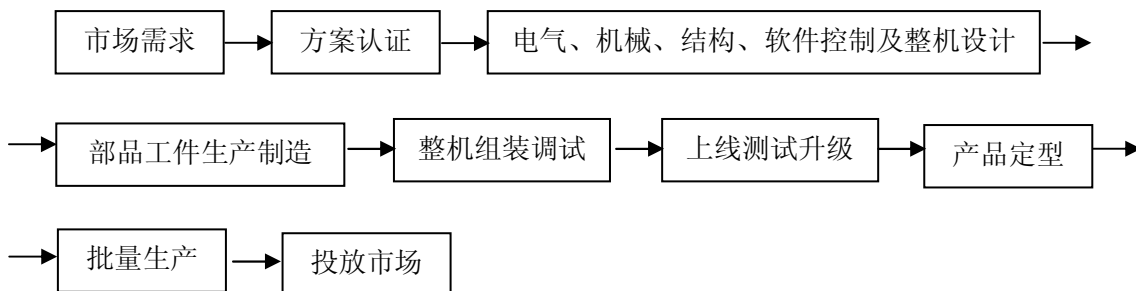 市场需求 方案认证 电气、机械、结构、软件控制及整机设计
部品工件生产制造 整机组装调试 上线测试升级 产品定型
批量生产 投放市场